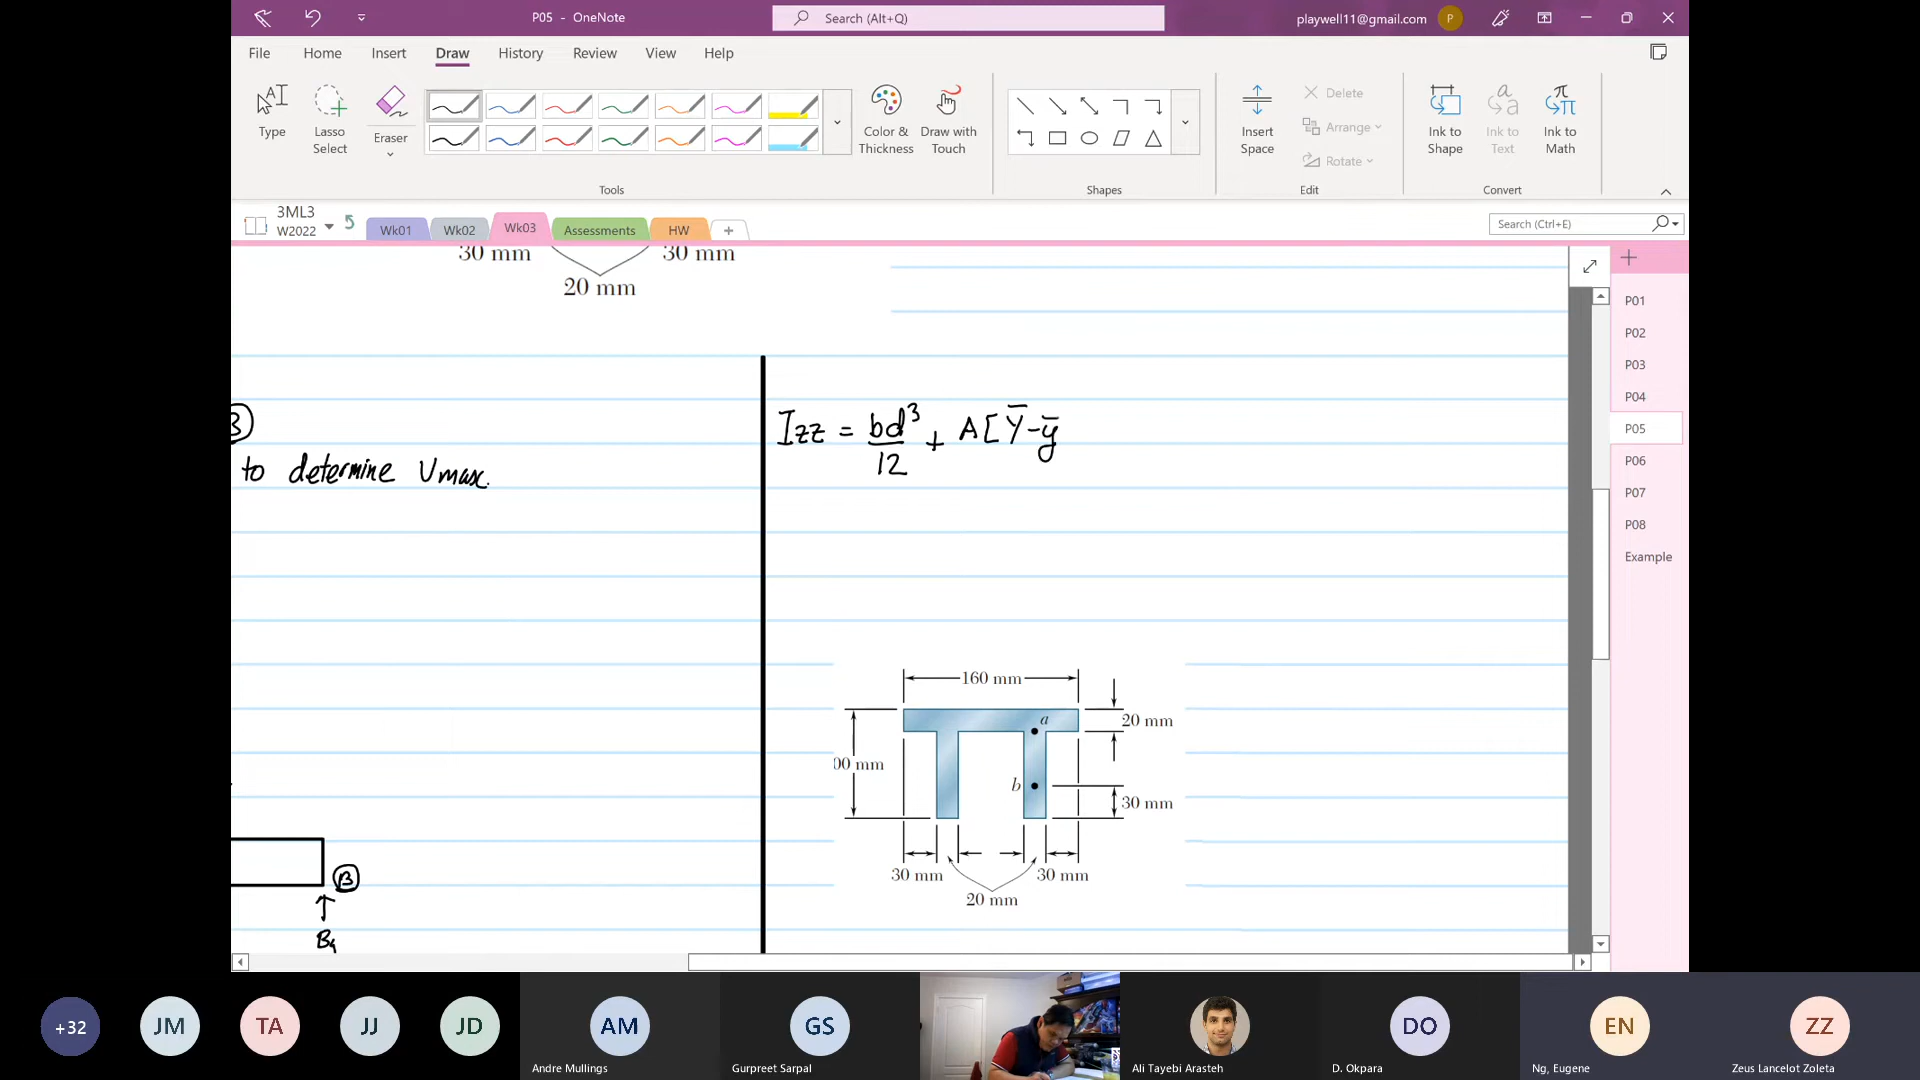 P05 - OneNote
Search (Alt+Q)
playwell11@gmail.com
P
File Home Insert Draw History Review View Help
Type
Lasso Select
Eraser
Color & Thickness
Draw with Touch
Insert Space
Delete
Arrange
Rotate
Ink to Shape
Ink to Text
Ink to Math
Tools
Shapes
Edit
Convert
3ML3
W2022
Wk01 Wk02 Wk03 Assessments HW
Search (Ctrl+E)
30 mm 30 mm
20 mm
P01
P02
P03
P04
P05
P06
P07
P08
Example
to determine Vmax.
Izz = bd³/12 + A[Ȳ-ȳ
160 mm
a
20 mm
00 mm
b
30 mm
30 mm 30 mm
20 mm
B
+32 JM TA JJ JD AM GS DO EN ZZ
Andre Mullings Gurpreet Sarpal Ali Tayebi Arasteh D. Okpara Ng, Eugene Zeus Lancelot Zoleta